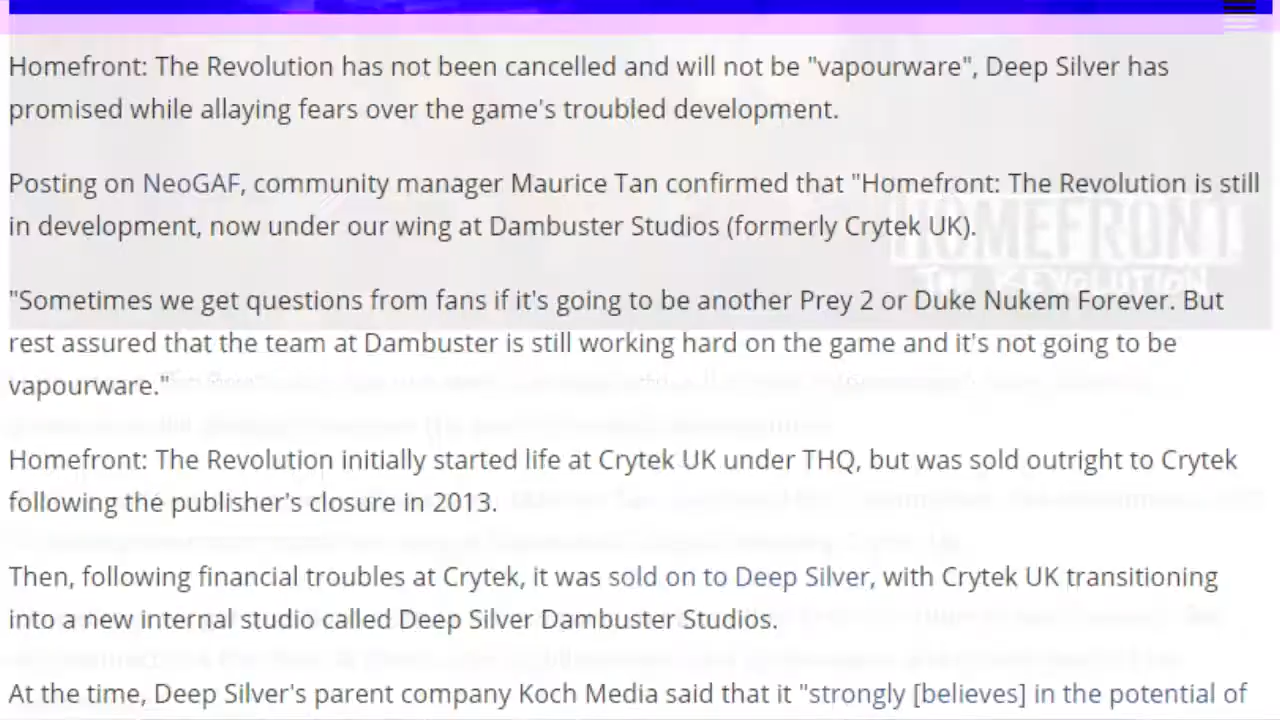 Homefront: The Revolution has not been cancelled and will not be "vapourware", Deep Silver has
promised while allaying fears over the game's troubled development.
Posting on NeoGAF, community manager Maurice Tan confirmed that "Homefront: The Revolution is still
in development, now under our wing at Dambuster Studios (formerly Crytek UK).
HOMEFRONT
THE REVOLUTION
"Sometimes we get questions from fans if it's going to be another Prey 2 or Duke Nukem Forever. But
rest assured that the team at Dambuster is still working hard on the game and it's not going to be
vapourware."
Homefront: The Revolution initially started life at Crytek UK under THQ, but was sold outright to Crytek
following the publisher's closure in 2013.
Then, following financial troubles at Crytek, it was sold on to Deep Silver, with Crytek UK transitioning
into a new internal studio called Deep Silver Dambuster Studios.
At the time, Deep Silver's parent company Koch Media said that it "strongly [believes] in the potential of